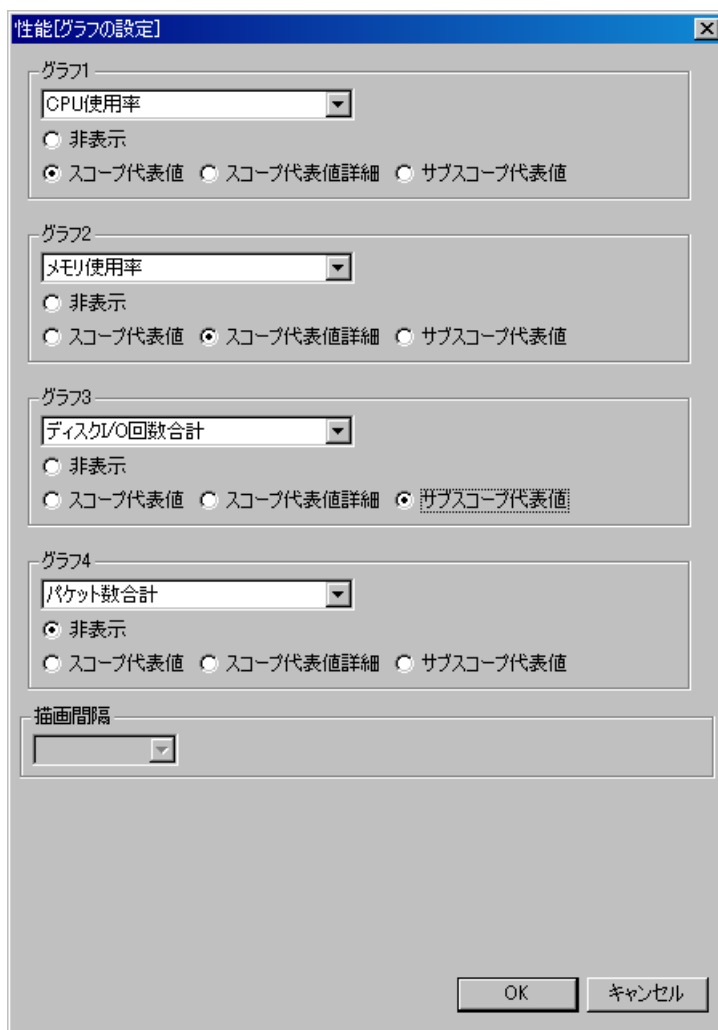 性能[グラフの設定]
グラフ1
CPU使用率
非表示
スコープ代表値 スコープ代表値詳細 サブスコープ代表値
グラフ2
メモリ使用率
非表示
スコープ代表値 スコープ代表値詳細 サブスコープ代表値
グラフ3
ディスクI/O回数合計
非表示
スコープ代表値 スコープ代表値詳細 サブスコープ代表値
グラフ4
パケット数合計
非表示
スコープ代表値 スコープ代表値詳細 サブスコープ代表値
描画間隔
OK キャンセル